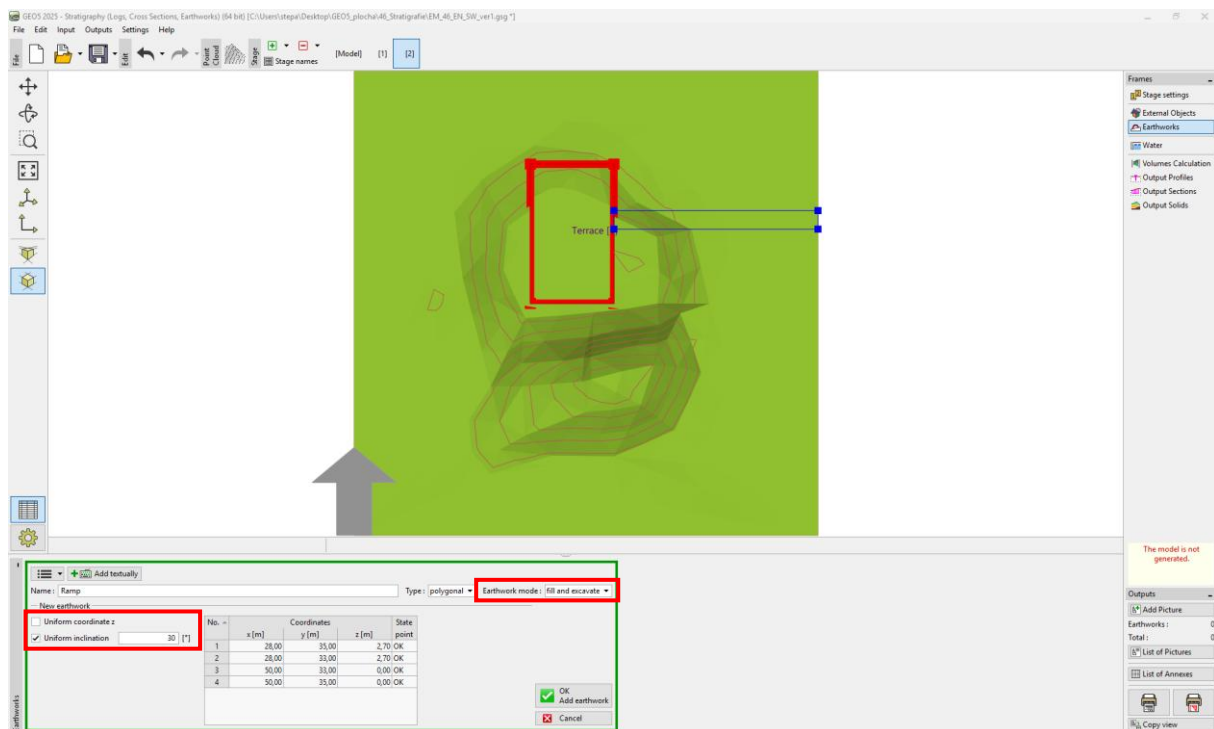 GEO5 2025 - Stratigraphy (Logs, Cross Sections, Earthworks) (64 bit) [C:\Users\stepa\Desktop\GEO5_plocha\46_Stratigrafie\EM_46_EN_SW_ver1.gsg *]
File Edit Input Outputs Settings Help
File
Edit
Point Cloud
Stage
Stage names
[Model] [1] [2]
Frames
Stage settings
External Objects
Earthworks
Water
Volumes Calculation
Output Profiles
Output Sections
Output Solids
Terrace [
The model is not
generated.
Add textually
Name: Ramp Type: polygonal Earthwork mode: fill and excavate
New earthwork
Uniform coordinate z
Uniform inclination 30 [°]
No. Coordinates State
x [m] y [m] z [m] point
1 28,00 35,00 2,70 OK
2 28,00 33,00 2,70 OK
3 50,00 33,00 0,00 OK
4 50,00 35,00 0,00 OK
OK
Add earthwork
Cancel
Earthworks
Outputs
Add Picture
Earthworks: 0
Total: 0
List of Pictures
List of Annexes
Copy view